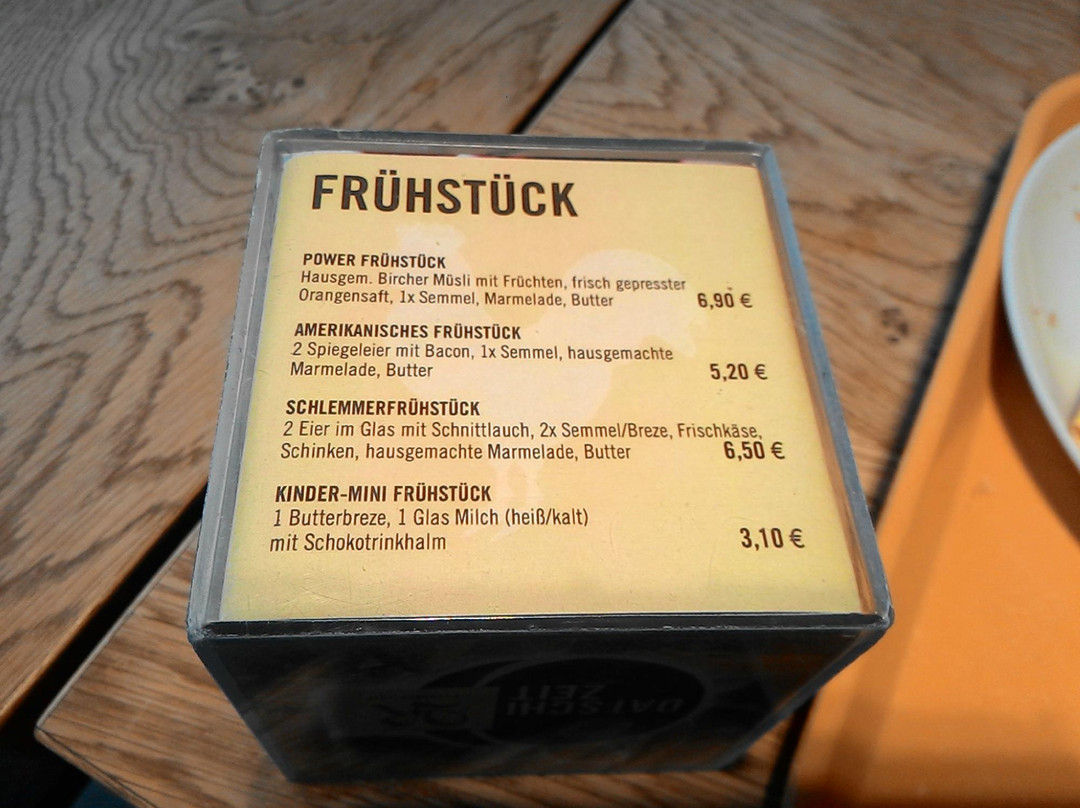 FRÜHSTÜCK
POWER FRÜHSTÜCK
Hausgem. Bircher Müsli mit Früchten, frisch gepresster
Orangensaft, 1x Semmel, Marmelade, Butter 6,90 €
AMERIKANISCHES FRÜHSTÜCK
2 Spiegeleier mit Bacon, 1x Semmel, hausgemachte
Marmelade, Butter 5,20 €
SCHLEMMERFRÜHSTÜCK
2 Eier im Glas mit Schnittlauch, 2x Semmel/Breze, Frischkäse,
Schinken, hausgemachte Marmelade, Butter 6,50 €
KINDER-MINI FRÜHSTÜCK
1 Butterbreze, 1 Glas Milch (heiß/kalt)
mit Schokotrinkhalm 3,10 €
ZEIT
DATSCHI